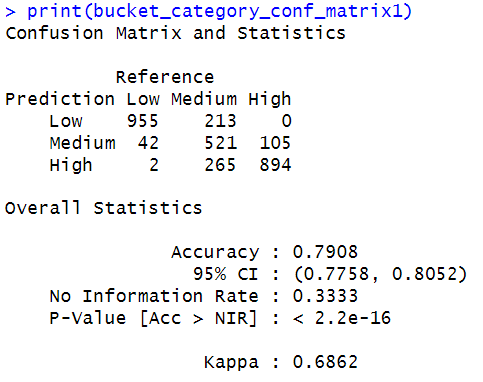 > print(bucket_category_conf_matrix1)
Confusion Matrix and Statistics
Reference
Prediction Low Medium High
Low 955 213 0
Medium 42 521 105
High 2 265 894
Overall Statistics
Accuracy : 0.7908
95% CI : (0.7758, 0.8052)
No Information Rate : 0.3333
P-Value [Acc > NIR] : < 2.2e-16
Kappa : 0.6862